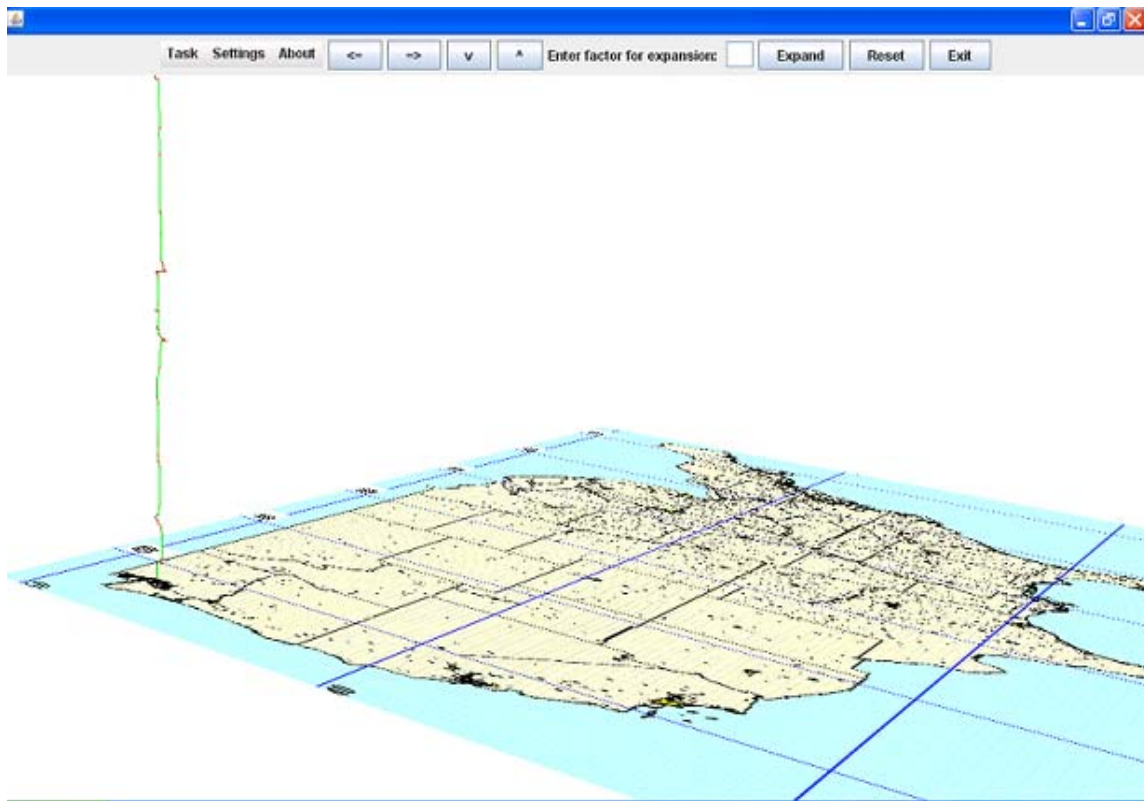 Task Settings About <- -> v ^ Enter factor for expansion: Expand Reset Exit